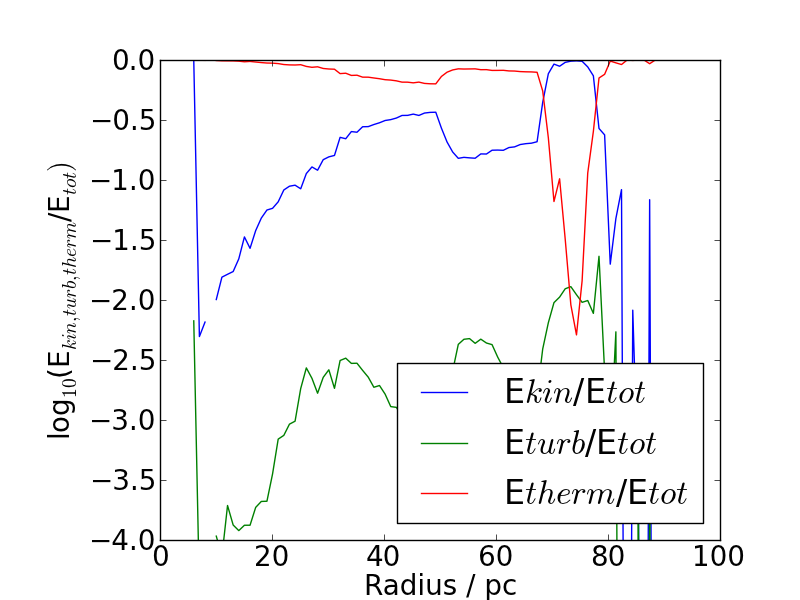 0.0
−0.5
−1.0
−1.5
−2.0
−2.5
−3.0
−3.5
−4.0
log10(Ekin,turb,therm/Etot)
Ekin/Etot
Eturb/Etot
Etherm/Etot
0 20 40 60 80 100
Radius / pc